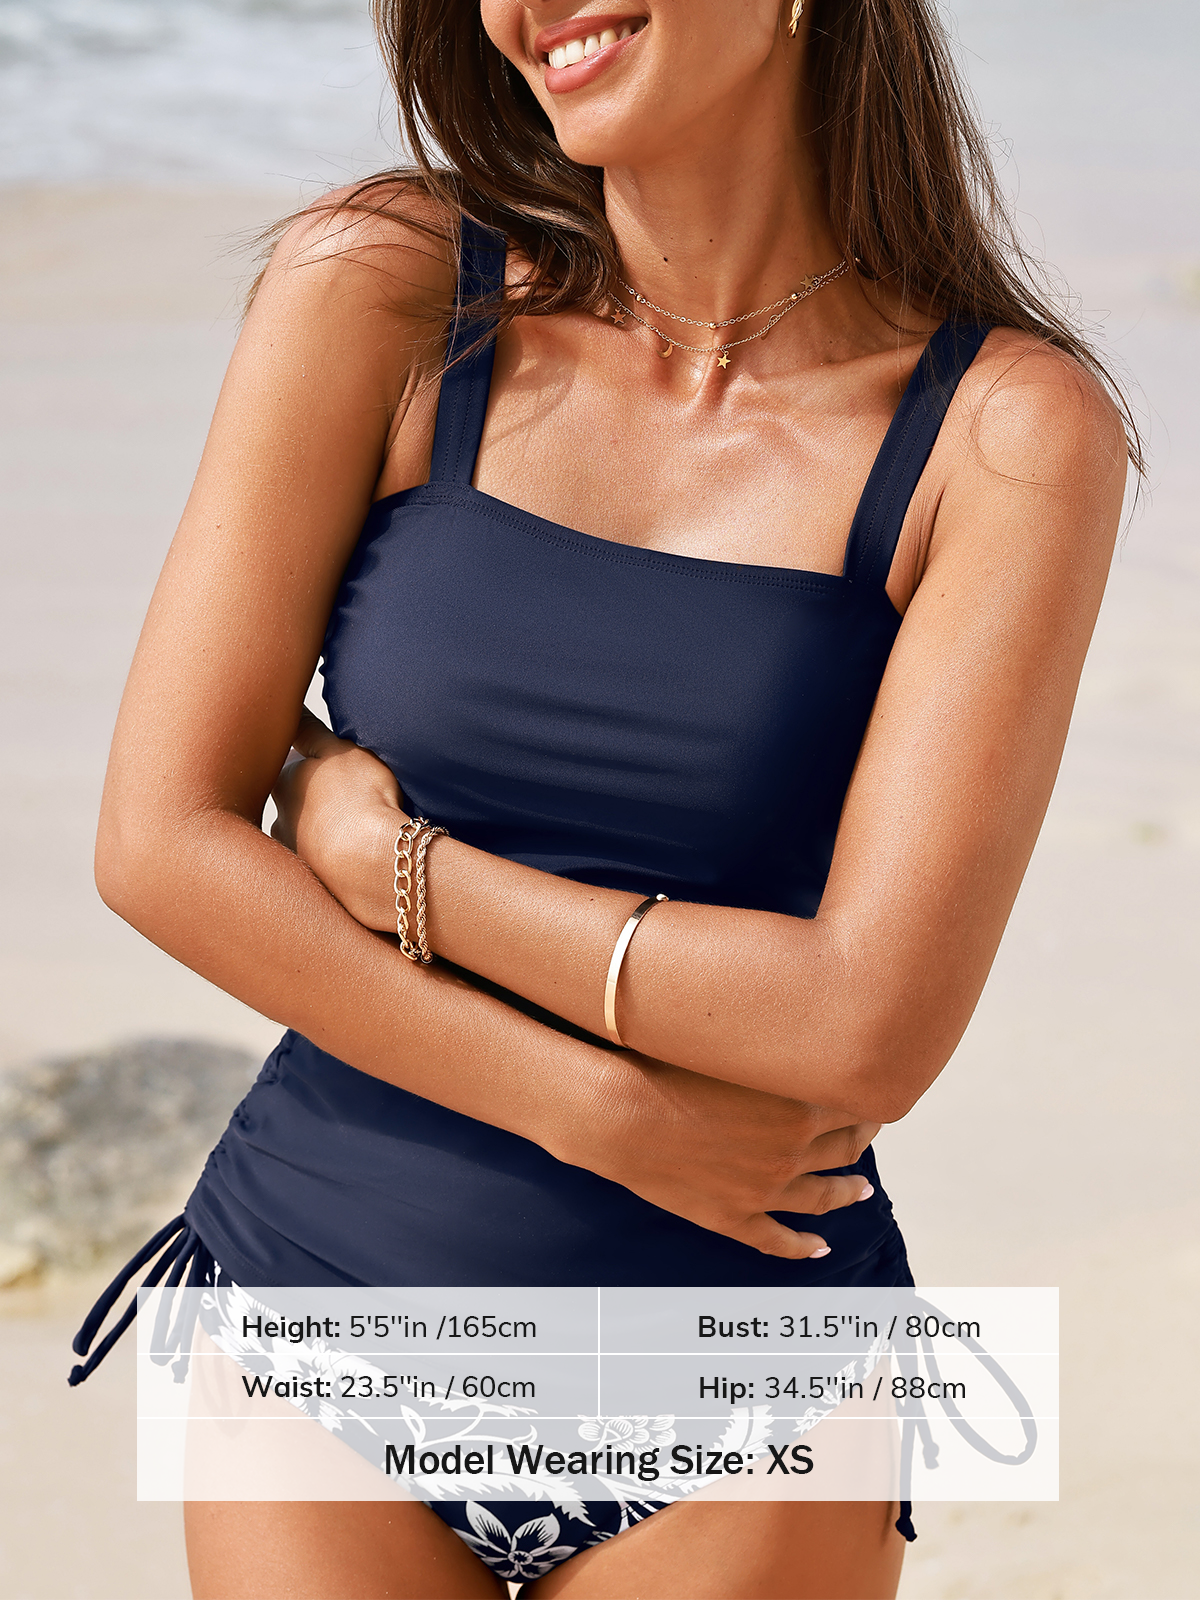 Height: 5'5''in /165cm Bust: 31.5''in / 80cm
Waist: 23.5''in / 60cm Hip: 34.5''in / 88cm
Model Wearing Size: XS